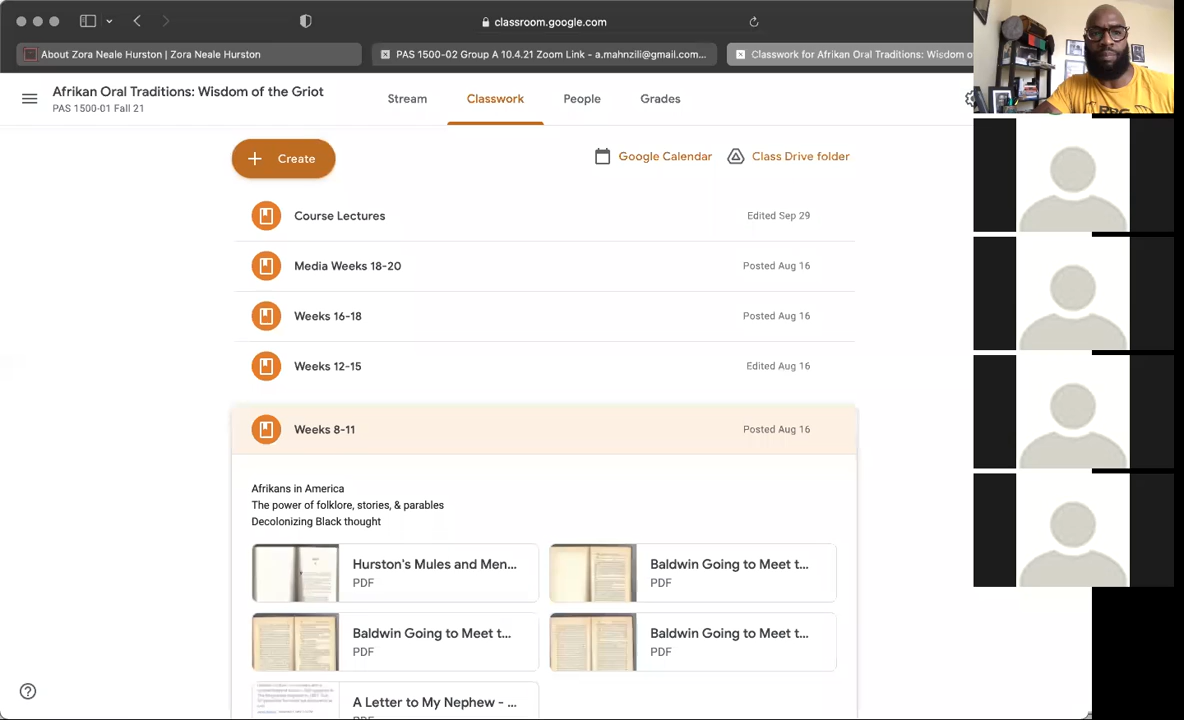 classroom.google.com
About Zora Neale Hurston | Zora Neale Hurston
PAS 1500-02 Group A 10.4.21 Zoom Link - a.mahnzili@gmail.com...
Classwork for Afrikan Oral Traditions: Wisdom o
Afrikan Oral Traditions: Wisdom of the Griot
PAS 1500-01 Fall 21
Stream
Classwork
People
Grades
Create
Google Calendar
Class Drive folder
Course Lectures
Edited Sep 29
Media Weeks 18-20
Posted Aug 16
Weeks 16-18
Posted Aug 16
Weeks 12-15
Edited Aug 16
Weeks 8-11
Posted Aug 16
Afrikans in America
The power of folklore, stories, & parables
Decolonizing Black thought
Hurston's Mules and Men...
PDF
Baldwin Going to Meet t...
PDF
Baldwin Going to Meet t...
PDF
Baldwin Going to Meet t...
PDF
A Letter to My Nephew - ...
PDF